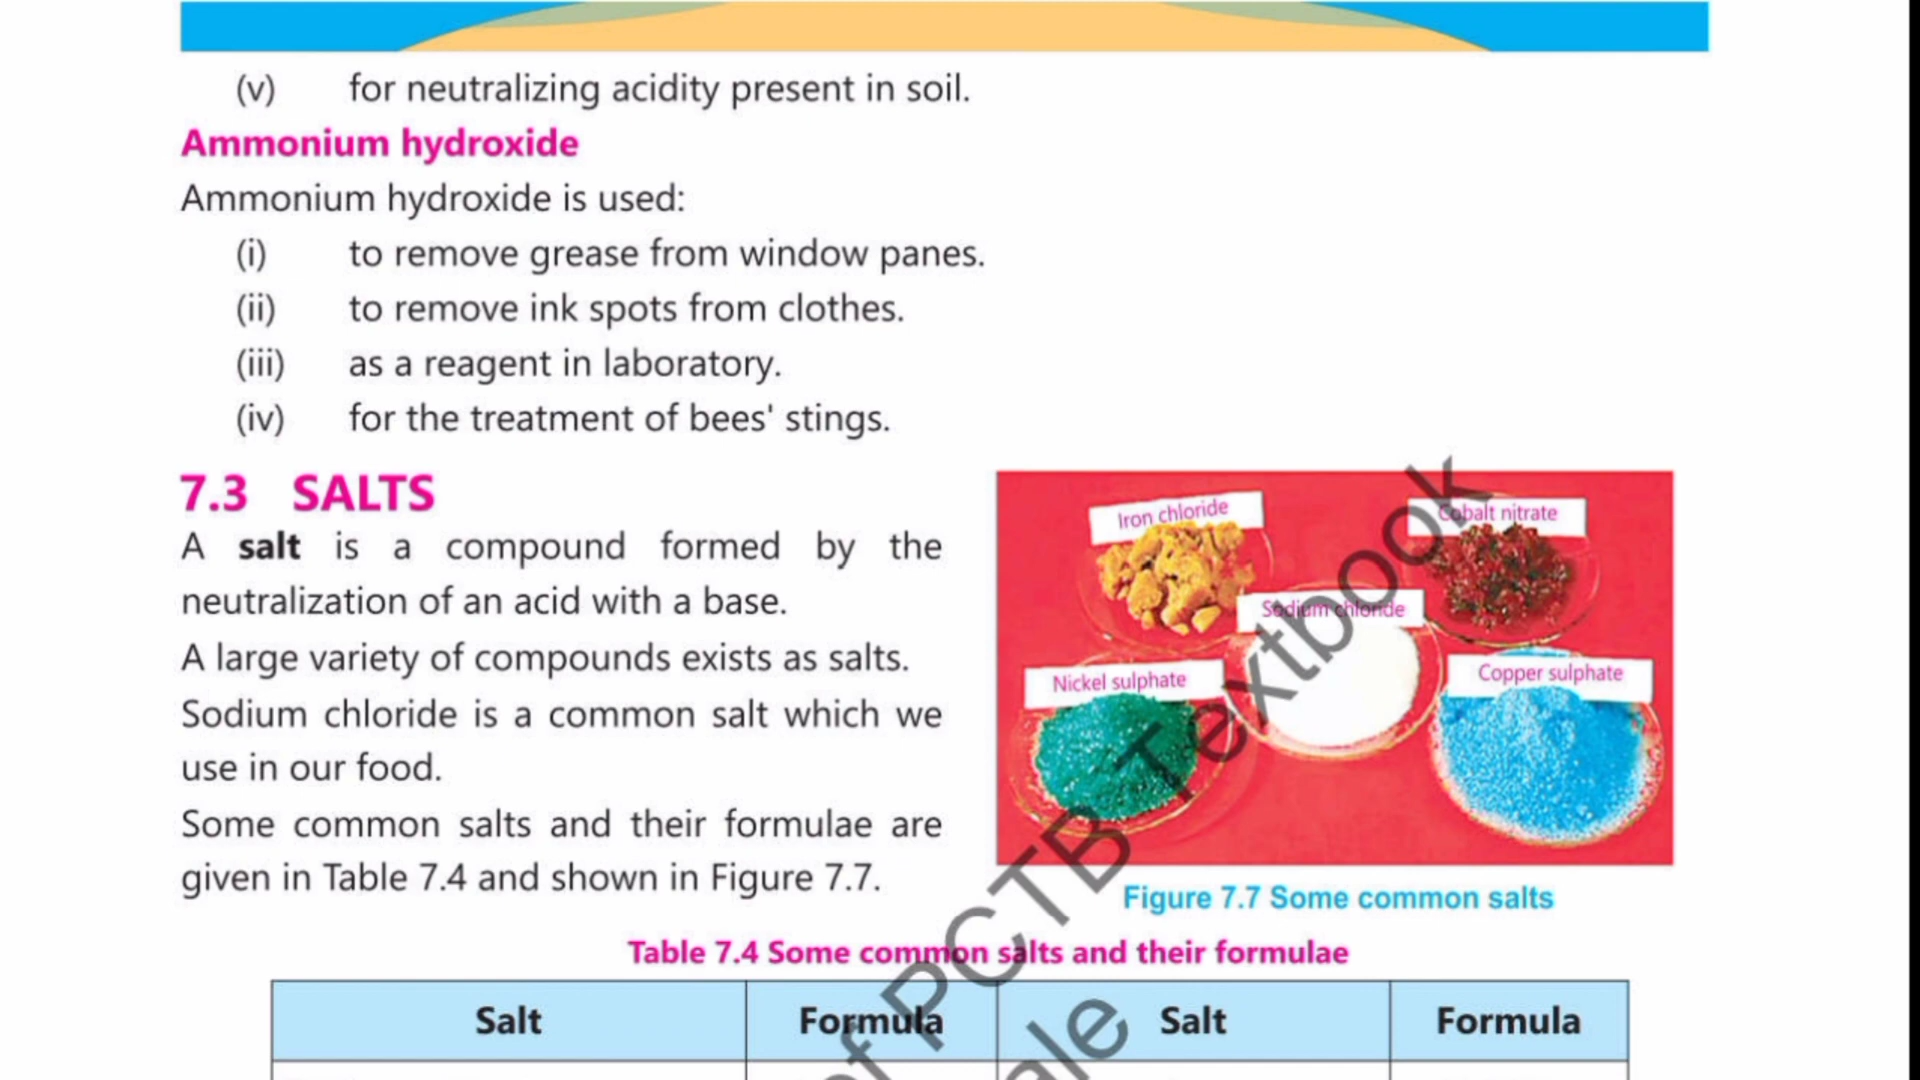 (v) for neutralizing acidity present in soil.
Ammonium hydroxide
Ammonium hydroxide is used:
(i) to remove grease from window panes.
(ii) to remove ink spots from clothes.
(iii) as a reagent in laboratory.
(iv) for the treatment of bees' stings.
7.3 SALTS
A salt is a compound formed by the
neutralization of an acid with a base.
A large variety of compounds exists as salts.
Sodium chloride is a common salt which we
use in our food.
Some common salts and their formulae are
given in Table 7.4 and shown in Figure 7.7.
Iron chloride
Cobalt nitrate
Sodium chloride
Nickel sulphate
Copper sulphate
Figure 7.7 Some common salts
Table 7.4 Some common salts and their formulae
Salt Formula Salt Formula
of PCTB Textbook